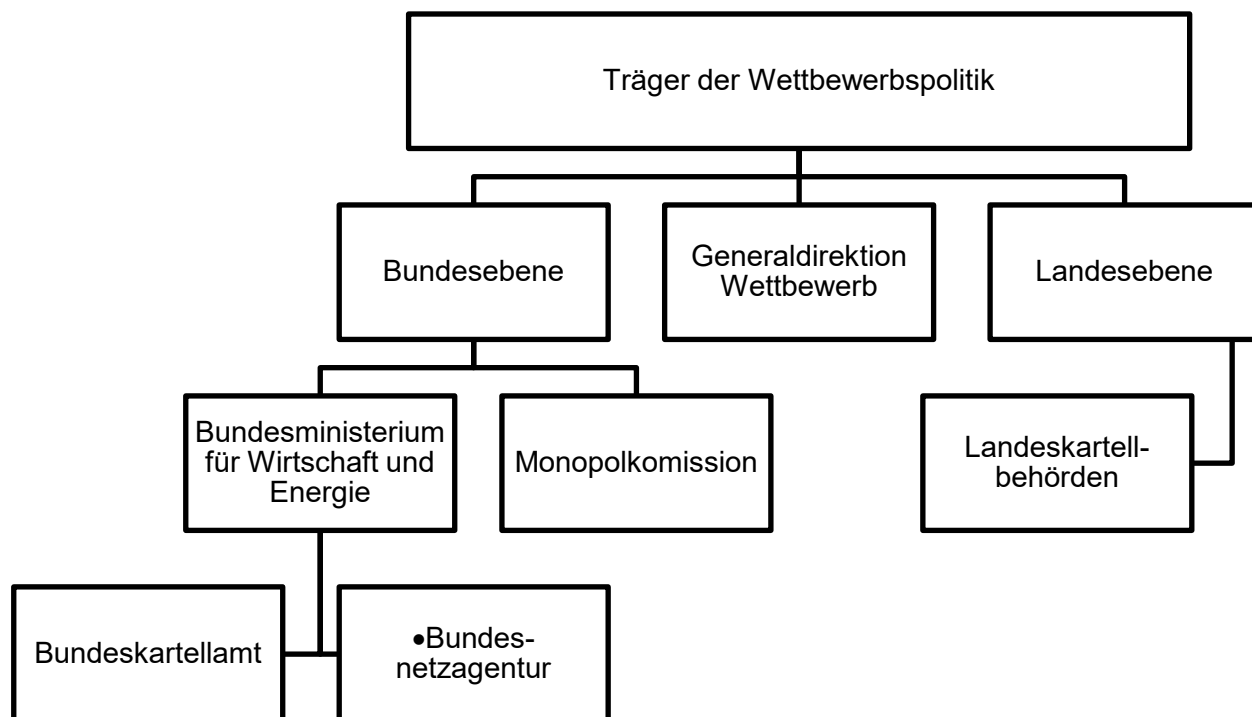 Träger der Wettbewerbspolitik
Bundesebene
Generaldirektion
Wettbewerb
Landesebene
Bundesministerium
für Wirtschaft und
Energie
Monopolkomission
Landeskartell-
behörden
Bundeskartellamt
•Bundes-
netzagentur